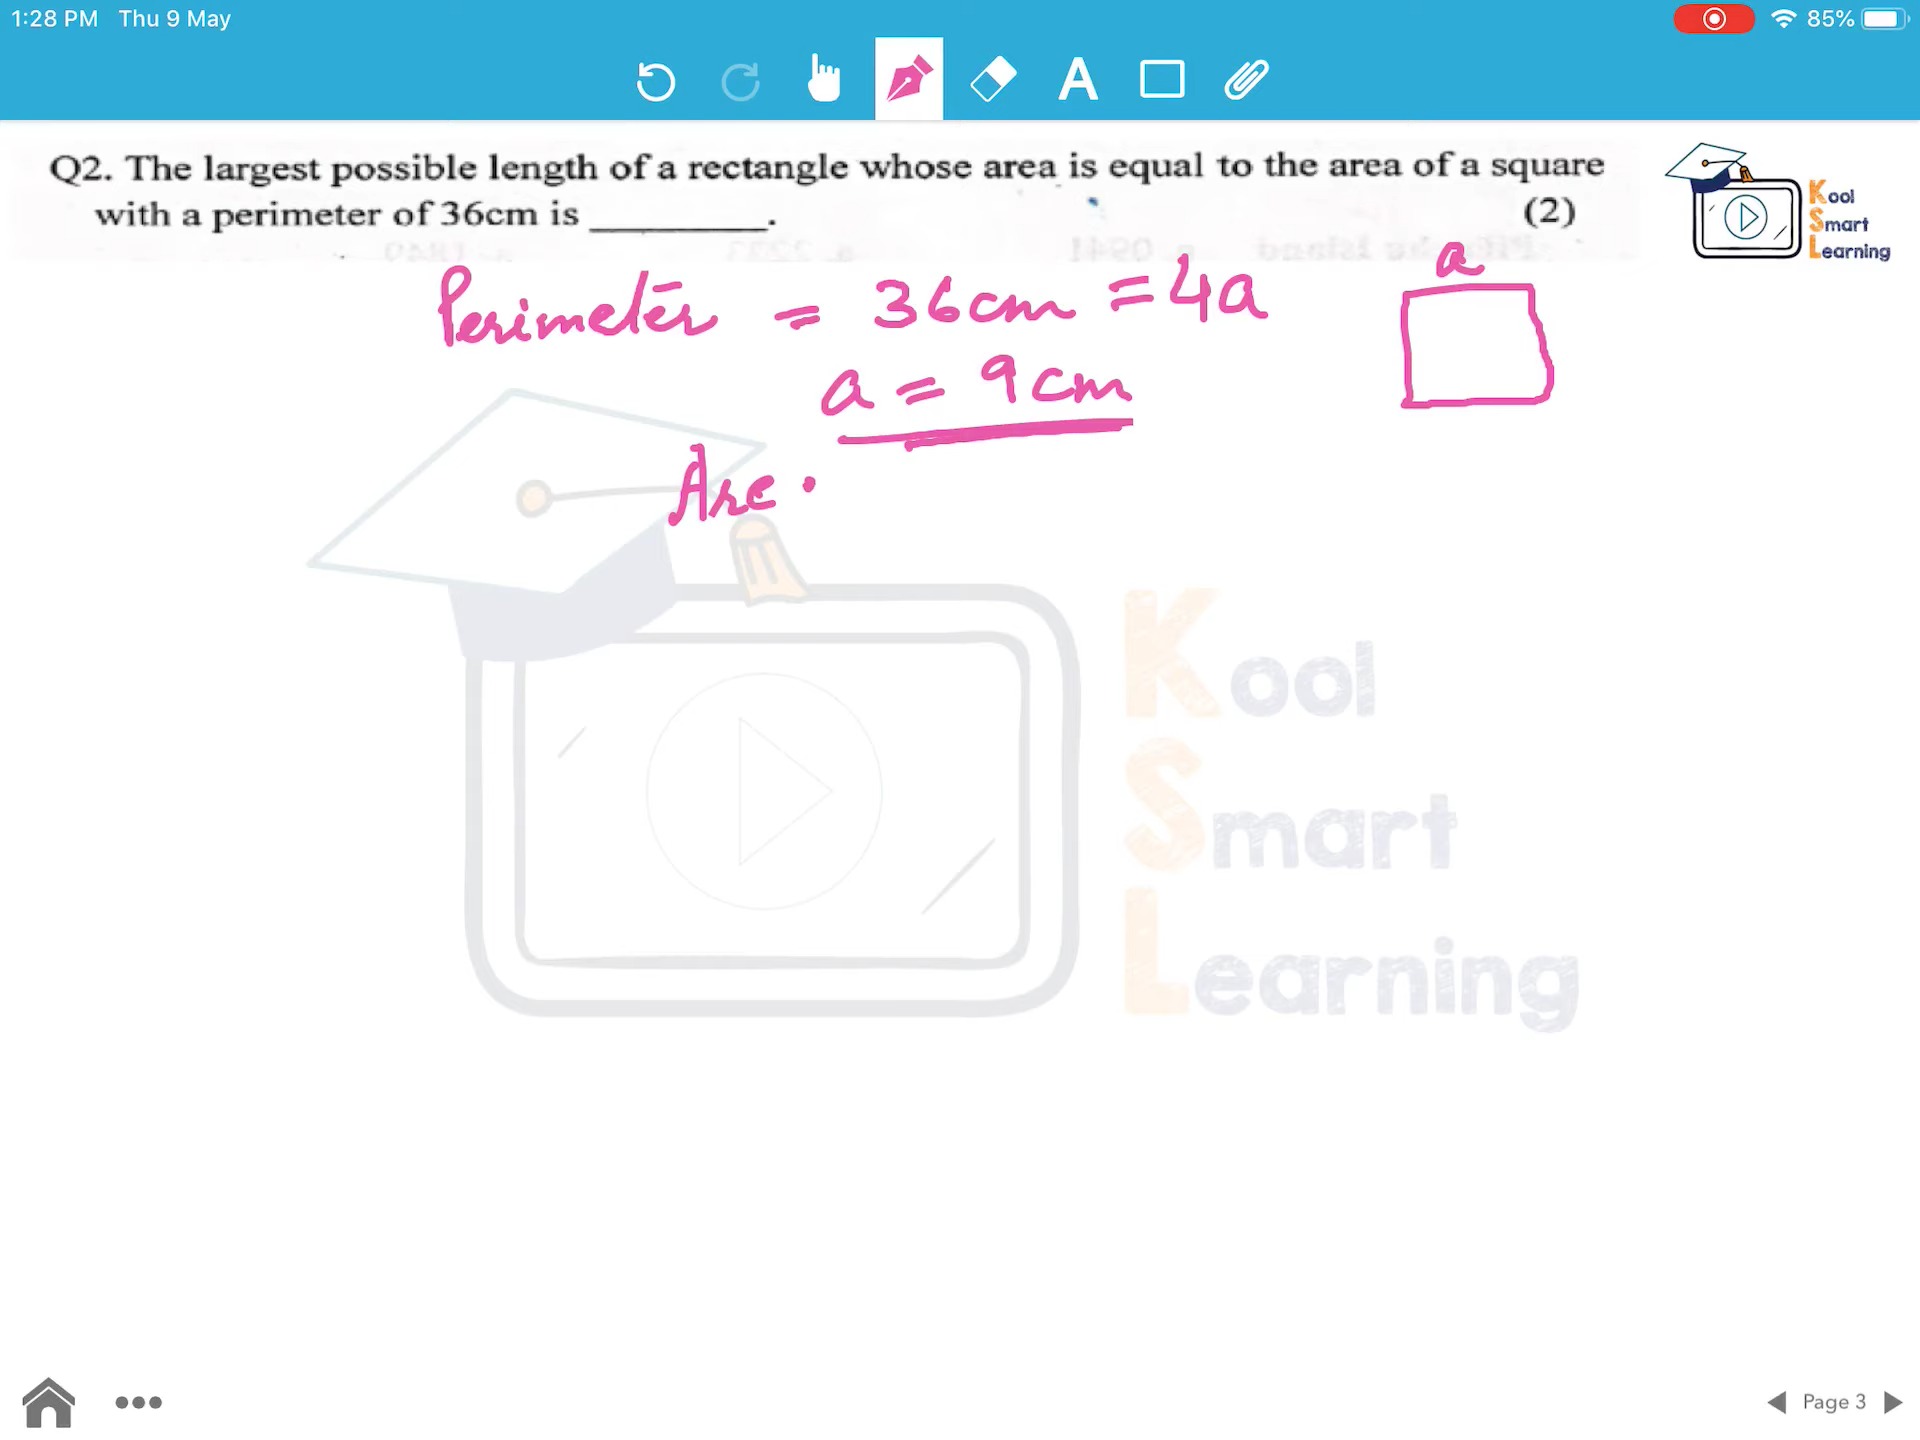 1:28 PM Thu 9 May
85%
A
Q2. The largest possible length of a rectangle whose area is equal to the area of a square
with a perimeter of 36cm is ________.
(2)
Kool
Smart
Learning
a
Perimeter = 36cm = 4a
a = 9cm
Are
Kool
Smart
Learning
Page 3